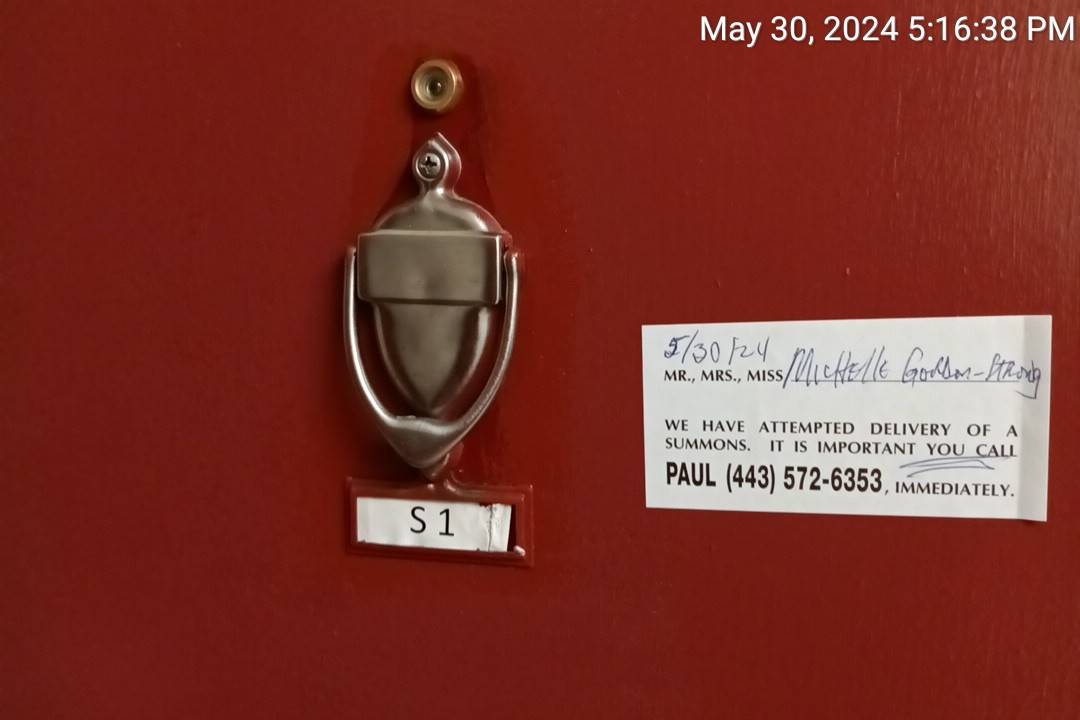 May 30, 2024 5:16:38 PM
5/30/24
MR., MRS., MISS Michelle Gordon-Strong
WE HAVE ATTEMPTED DELIVERY OF A
SUMMONS. IT IS IMPORTANT YOU CALL
PAUL (443) 572-6353, IMMEDIATELY.
S 1